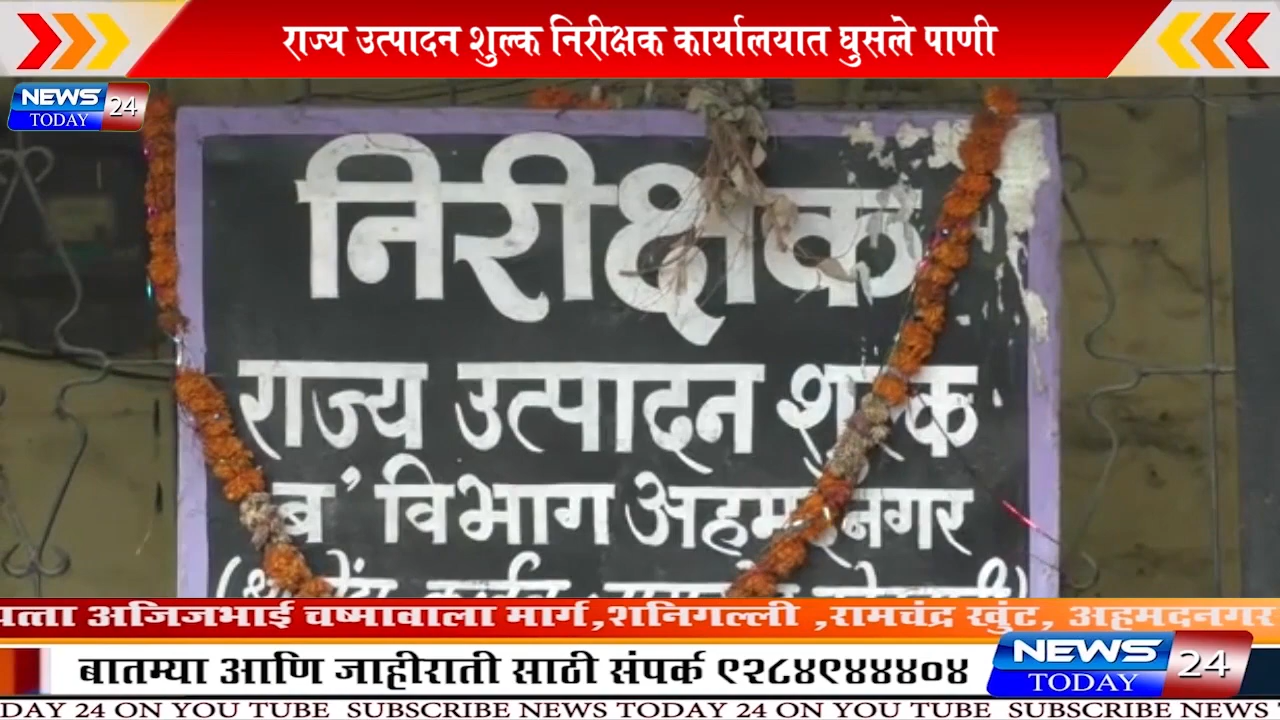 राज्य उत्पादन शुल्क निरीक्षक कार्यालयात घुसले पाणी
NEWS 24
TODAY
निरीक्षक
राज्य उत्पादन शुल्क
ब' विभाग अहमदनगर
पत्ता अजिजभाई चष्मावाला मार्ग,शनिगल्ली ,रामचंद्र खुंट, अहमदनगर
बातम्या आणि जाहीराती साठी संपर्क ९२८४९४४४०४
NEWS 24
TODAY
DAY 24 ON YOU TUBE SUBSCRIBE NEWS TODAY 24 ON YOU TUBE SUBSCRIBE NEWS